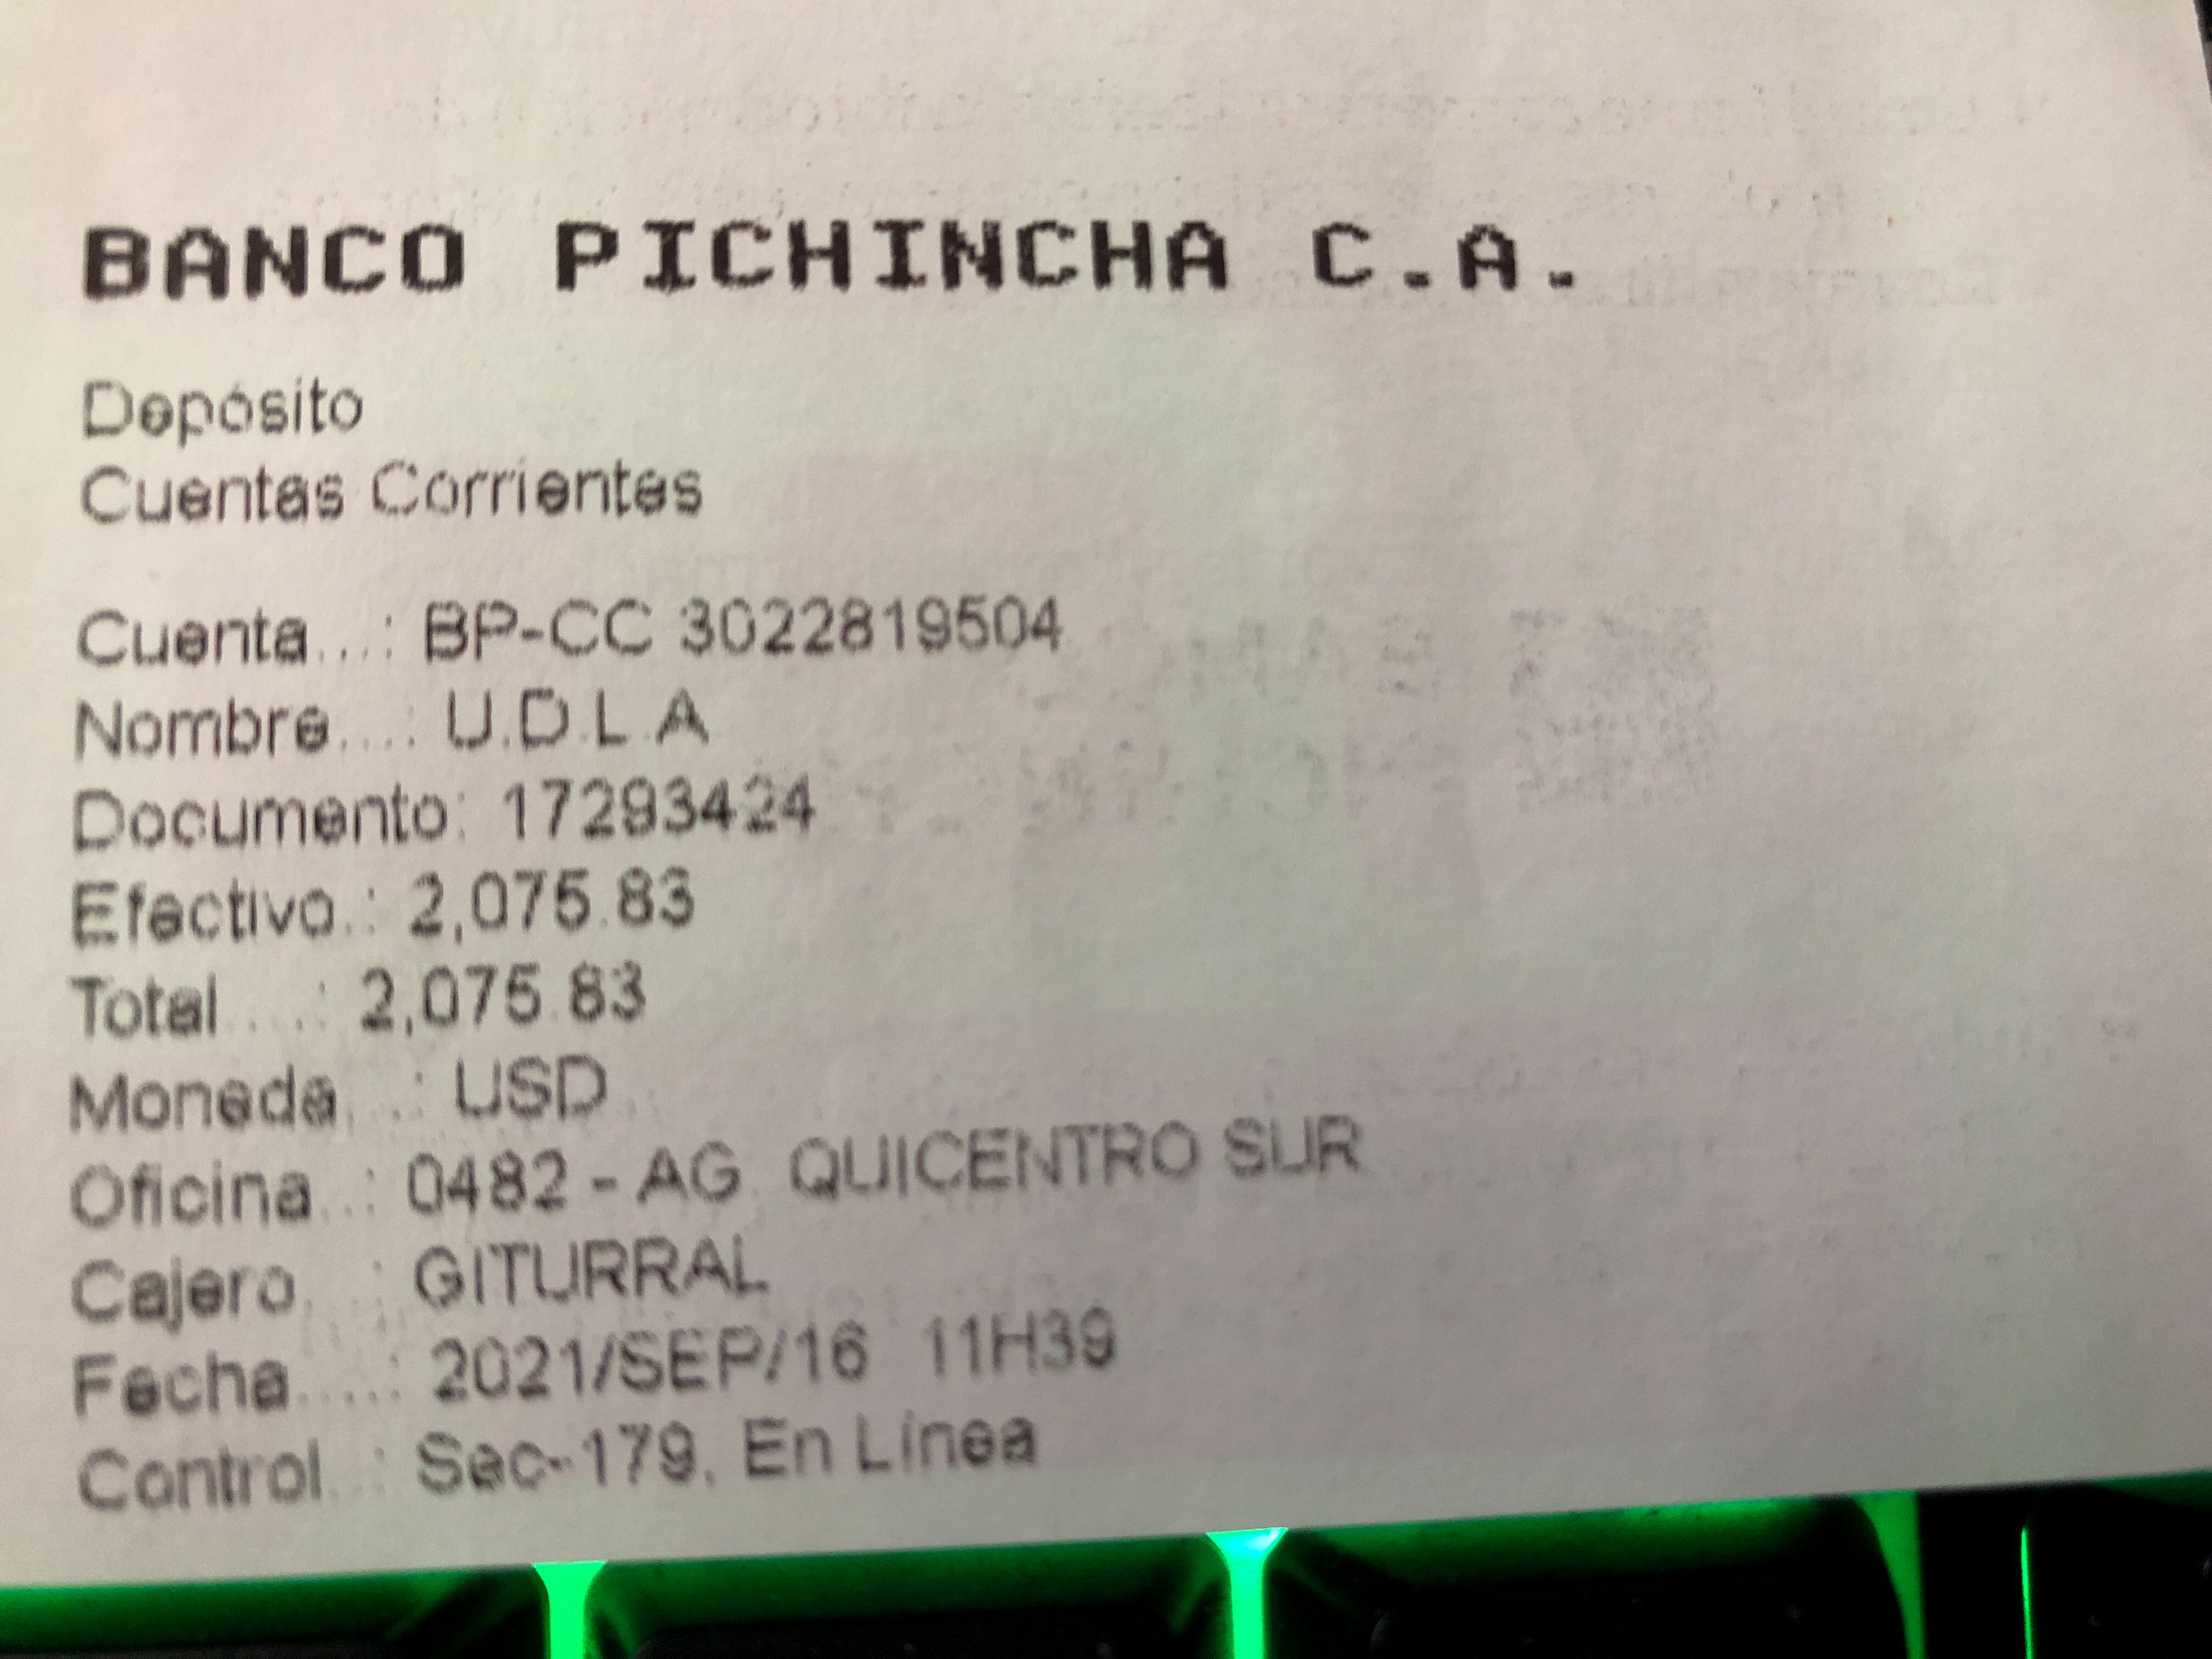 BANCO PICHINCHA C.A.
Depósito
Cuentas Corrientes
Cuenta...: BP-CC 3022819504
Nombre....: U.D.L.A
Documento: 17293424
Efectivo.: 2,075.83
Total....: 2,075.83
Moneda...: USD
Oficina..: 0482 - AG. QUICENTRO SUR
Cajero...: GITURRAL
Fecha.....: 2021/SEP/16 11H39
Control..: Sec-179, En Línea